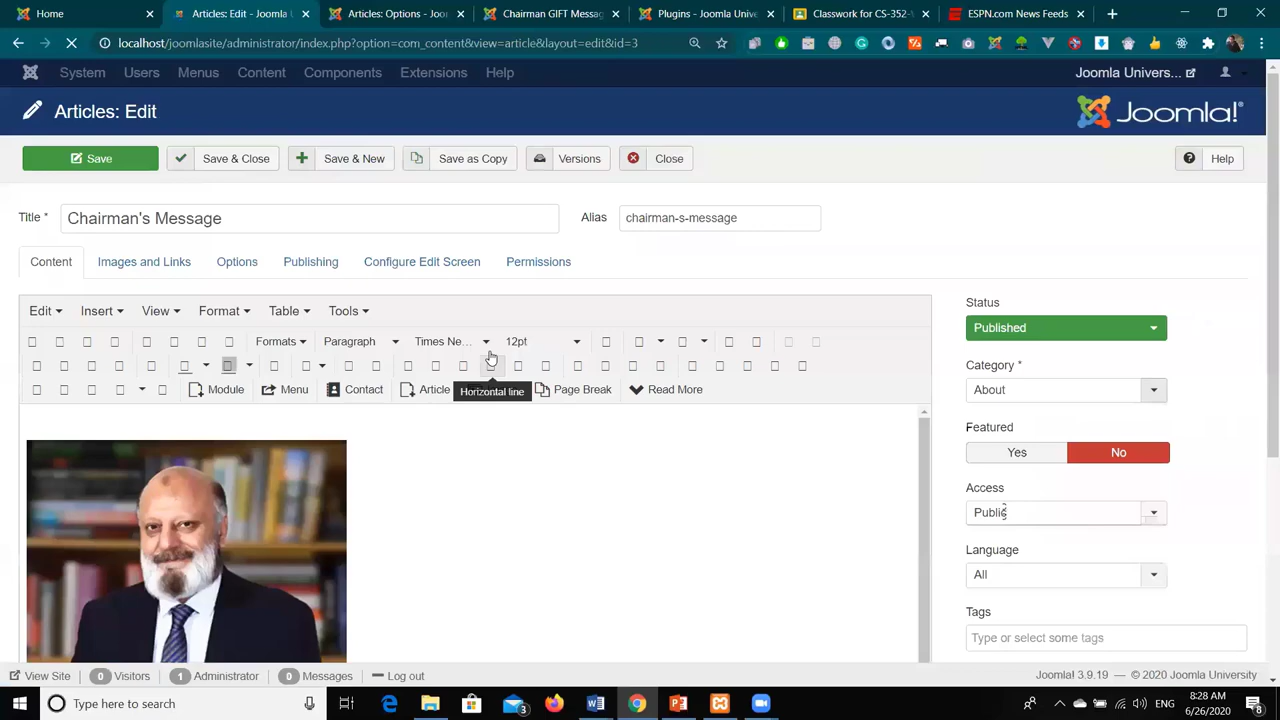 Home
Articles: Edit - Joomla U
Articles: Options - Joo
Chairman GIFT Messag
Plugins - Joomla Unive
Classwork for CS-352-W
ESPN.com News Feeds
localhost/joomlasite/administrator/index.php?option=com_content&view=article&layout=edit&id=3
System Users Menus Content Components Extensions Help
Joomla Univers...
Articles: Edit
Joomla!®
Save Save & Close Save & New Save as Copy Versions Close Help
Title * Chairman's Message Alias chairman-s-message
Content Images and Links Options Publishing Configure Edit Screen Permissions
Edit Insert View Format Table Tools
Formats Paragraph Times Ne... 12pt
Module Menu Contact Article Page Break Read More
Horizontal line
Status
Published
Category *
About
Featured
Yes No
Access
Public
Language
All
Tags
Type or select some tags
View Site 0 Visitors 1 Administrator 0 Messages Log out
Joomla! 3.9.19 — © 2020 Joomla University
Type here to search
3
ENG
8:28 AM
6/26/2020
8